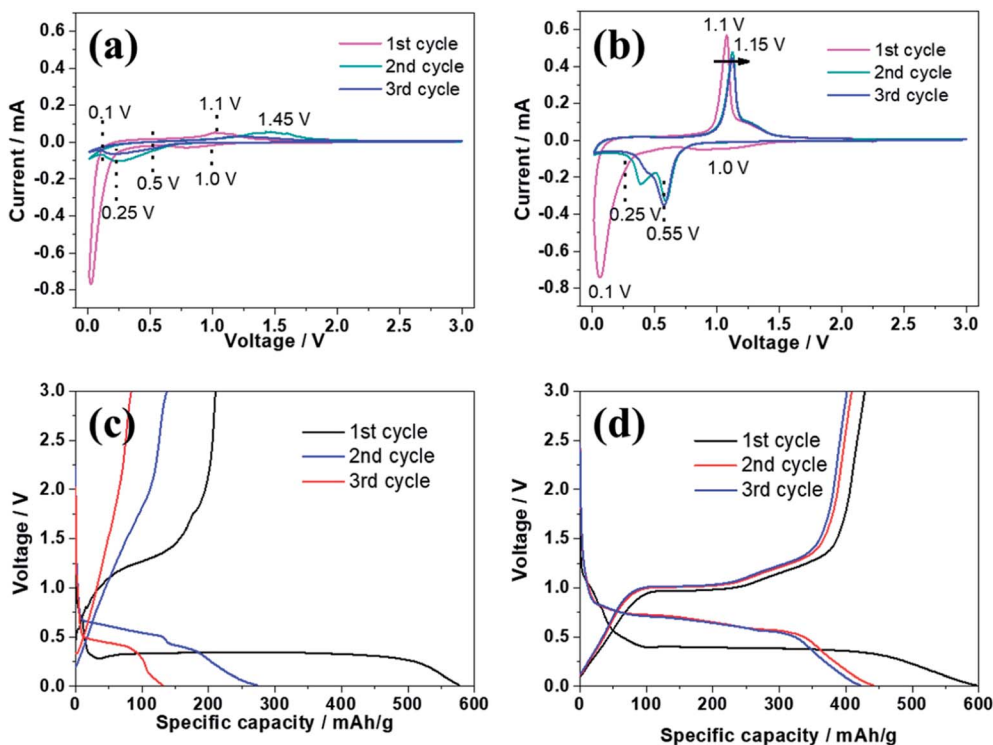 (a)
1st cycle
2nd cycle
3rd cycle
0.1 V
1.1 V
1.45 V
0.5 V
1.0 V
0.25 V
Current / mA
0.6
0.4
0.2
0.0
-0.2
-0.4
-0.6
-0.8
0.0 0.5 1.0 1.5 2.0 2.5 3.0
Voltage / V
(b)
1.1 V
1.15 V
1st cycle
2nd cycle
3rd cycle
1.0 V
0.25 V
0.55 V
0.1 V
Current / mA
0.6
0.4
0.2
0.0
-0.2
-0.4
-0.6
-0.8
0.0 0.5 1.0 1.5 2.0 2.5 3.0
Voltage / V
(c)
1st cycle
2nd cycle
3rd cycle
Voltage / V
3.0
2.5
2.0
1.5
1.0
0.5
0.0
0 100 200 300 400 500 600
Specific capacity / mAh/g
(d)
1st cycle
2nd cycle
3rd cycle
Voltage / V
3.0
2.5
2.0
1.5
1.0
0.5
0.0
0 100 200 300 400 500 600
Specific capacity / mAh/g